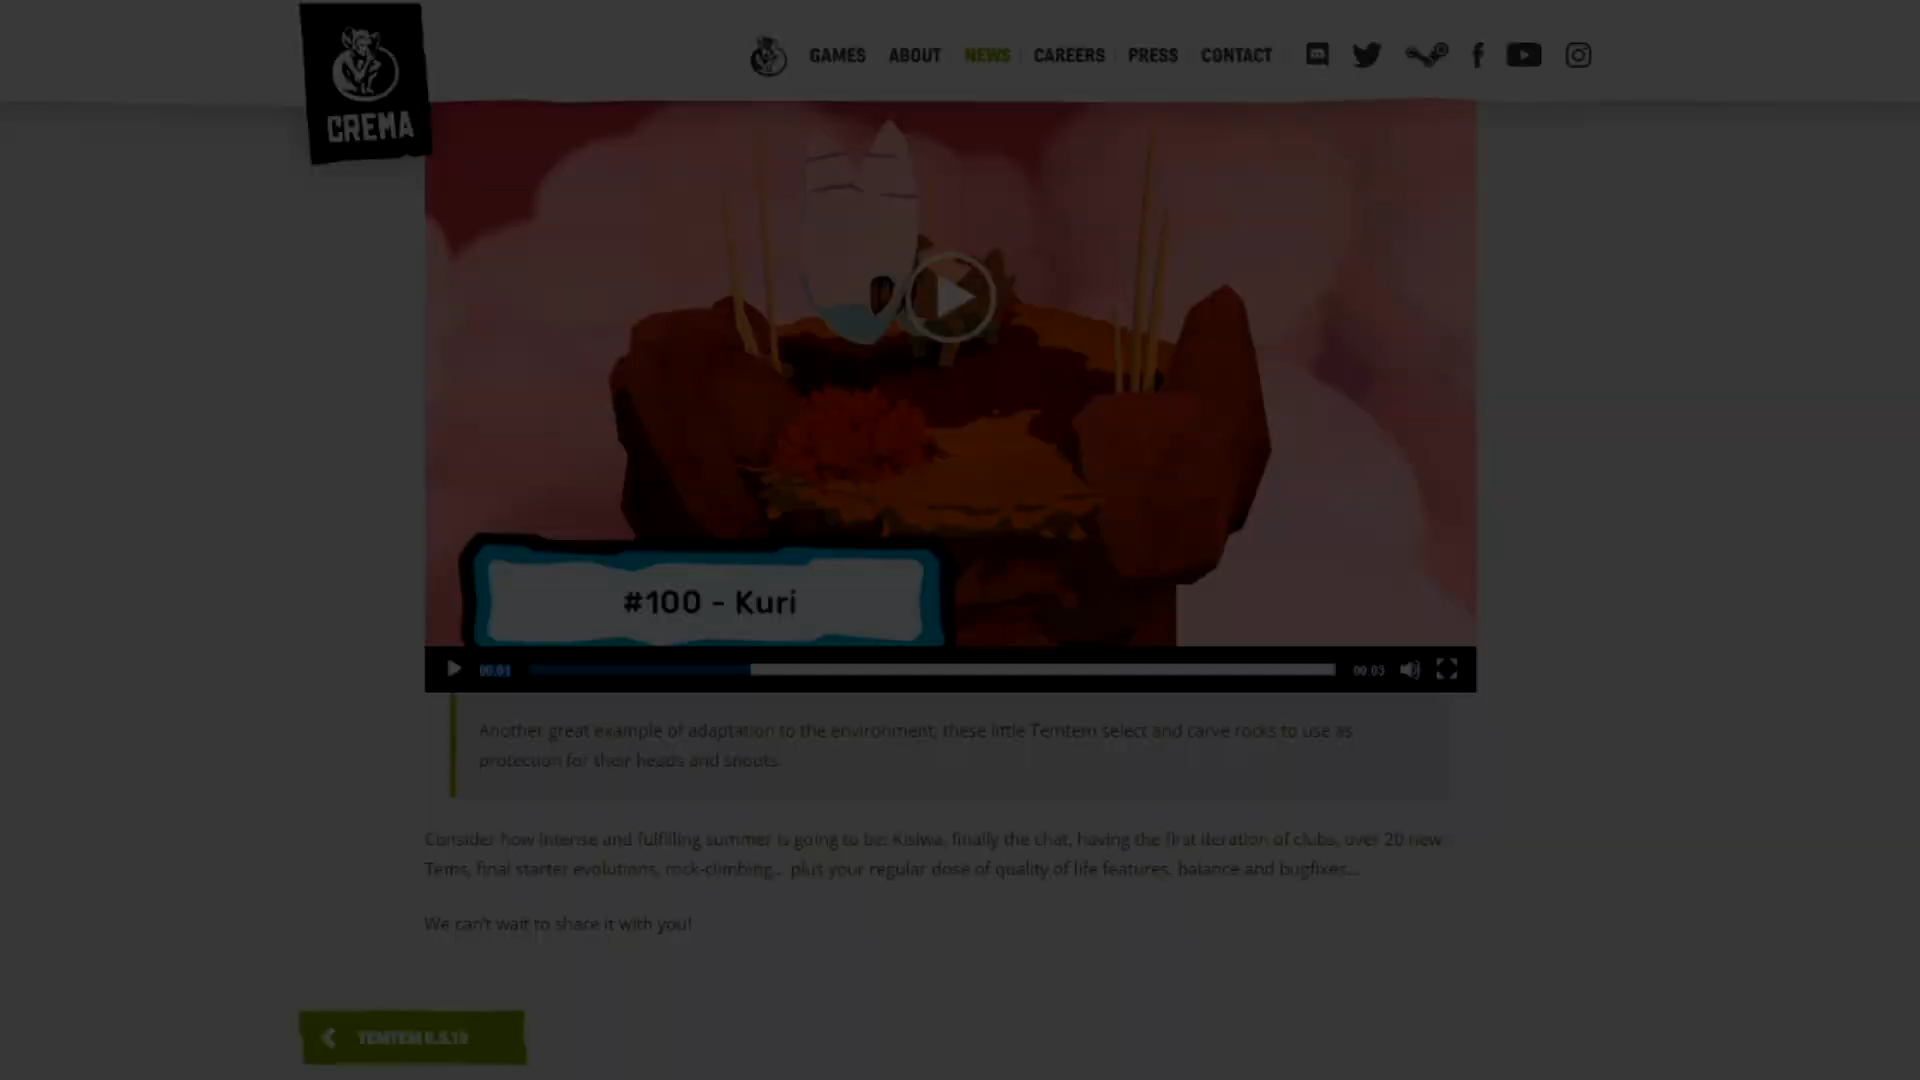 CREMA
GAMES ABOUT NEWS CAREERS PRESS CONTACT
#100 - Kuri
00:01 00:03
Another great example of adaptation to the environment, these little Temtem select and carve rocks to use as
protection for their heads and snouts.
Consider how intense and fulfilling summer is going to be: Kisiwa, finally the chat, having the first iteration of clubs, over 20 new
Tems, final starter evolutions, rock-climbing... plus your regular dose of quality of life features, balance and bugfixes...
We can't wait to share it with you!
TEMTEM